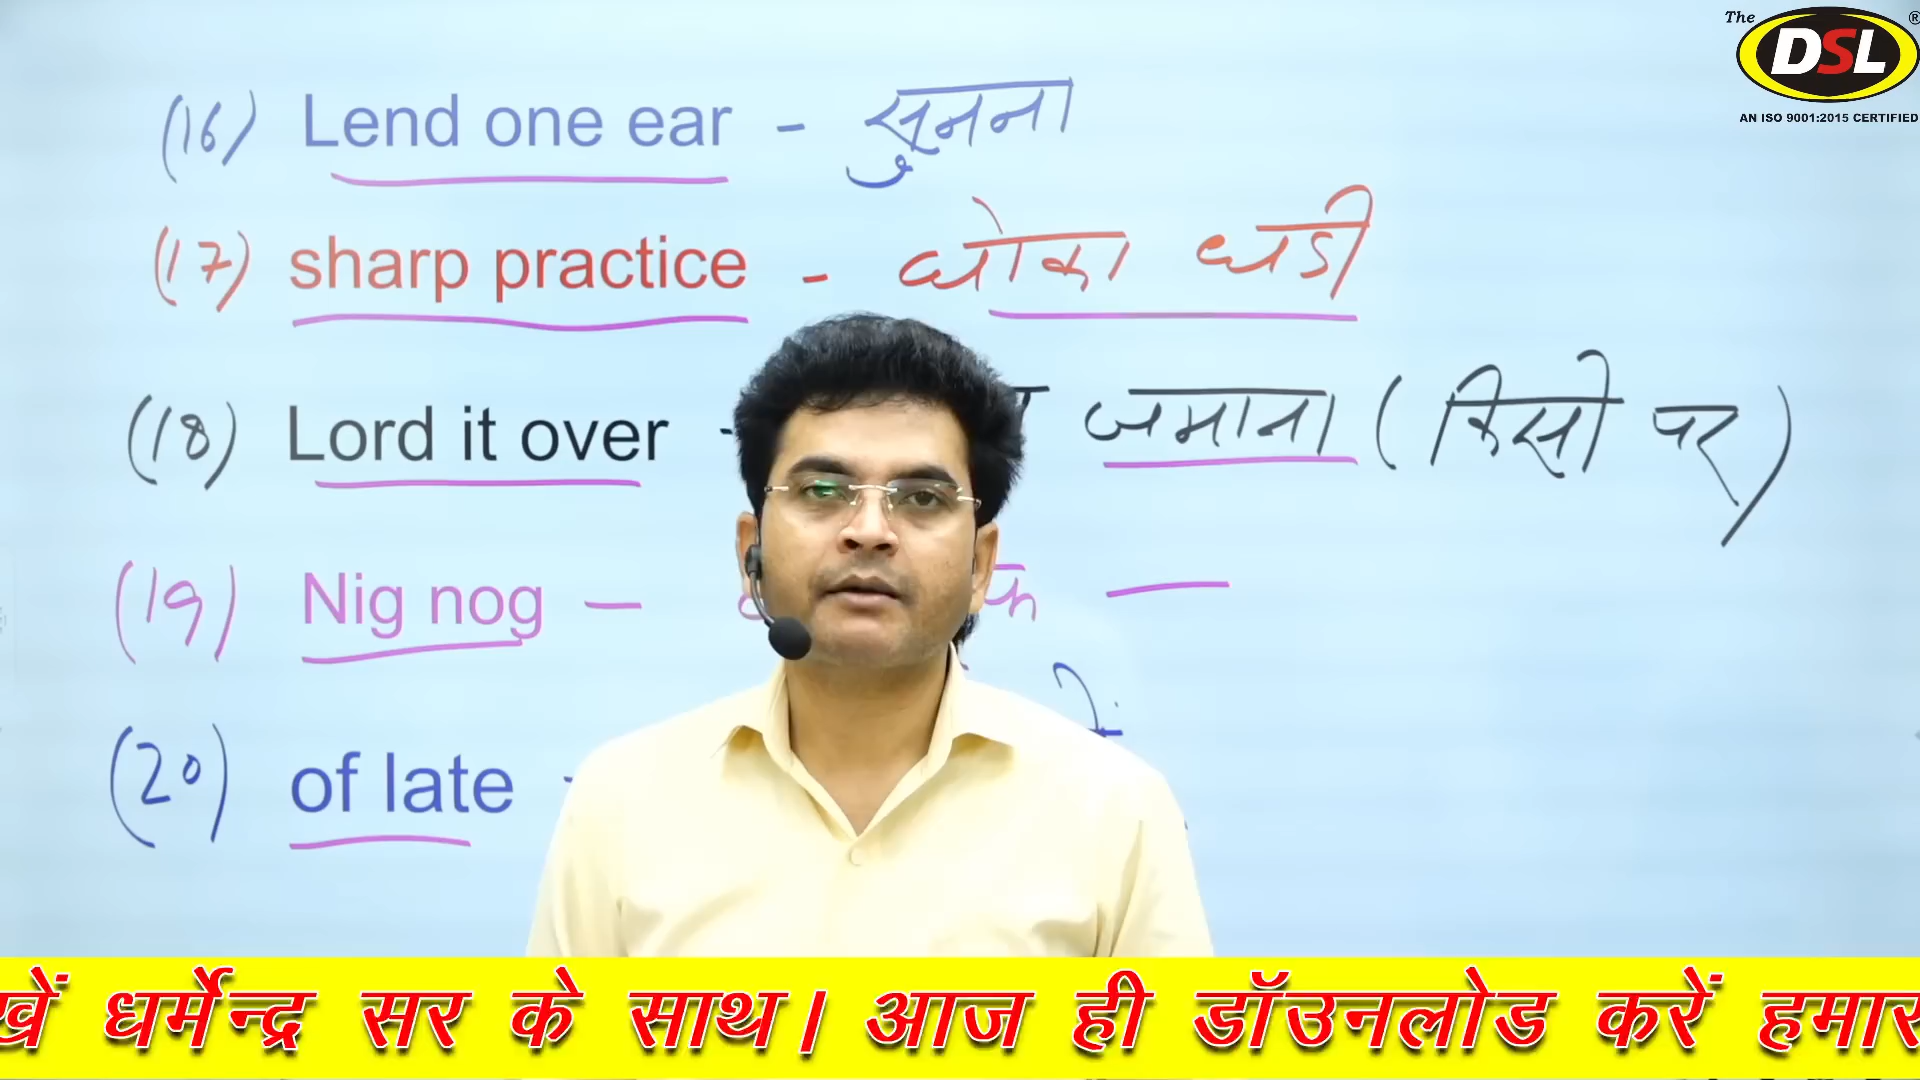 The DSL ®
AN ISO 9001:2015 CERTIFIED
(16) Lend one ear - सुनना
(17) sharp practice - धोका धडी
(18) Lord it over - जमाना (किसी पर)
(19) Nig nog —
(20) of late -
खें धर्मेन्द्र सर के साथ। आज ही डॉउनलोड करें हमार